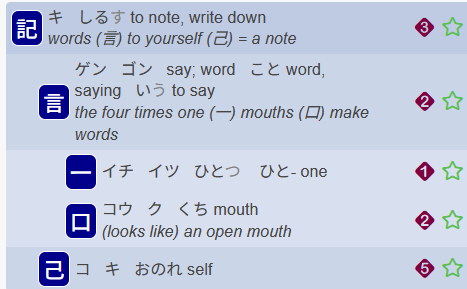 記 キ しるす to note, write down
words (言) to yourself (己) = a note
3
言 ゲン ゴン say; word こと word,
saying いう to say
the four times one (一) mouths (口) make
words
2
一 イチ イツ ひとつ ひと- one
1
口 コウ ク くち mouth
(looks like) an open mouth
2
己 コ キ おのれ self
5